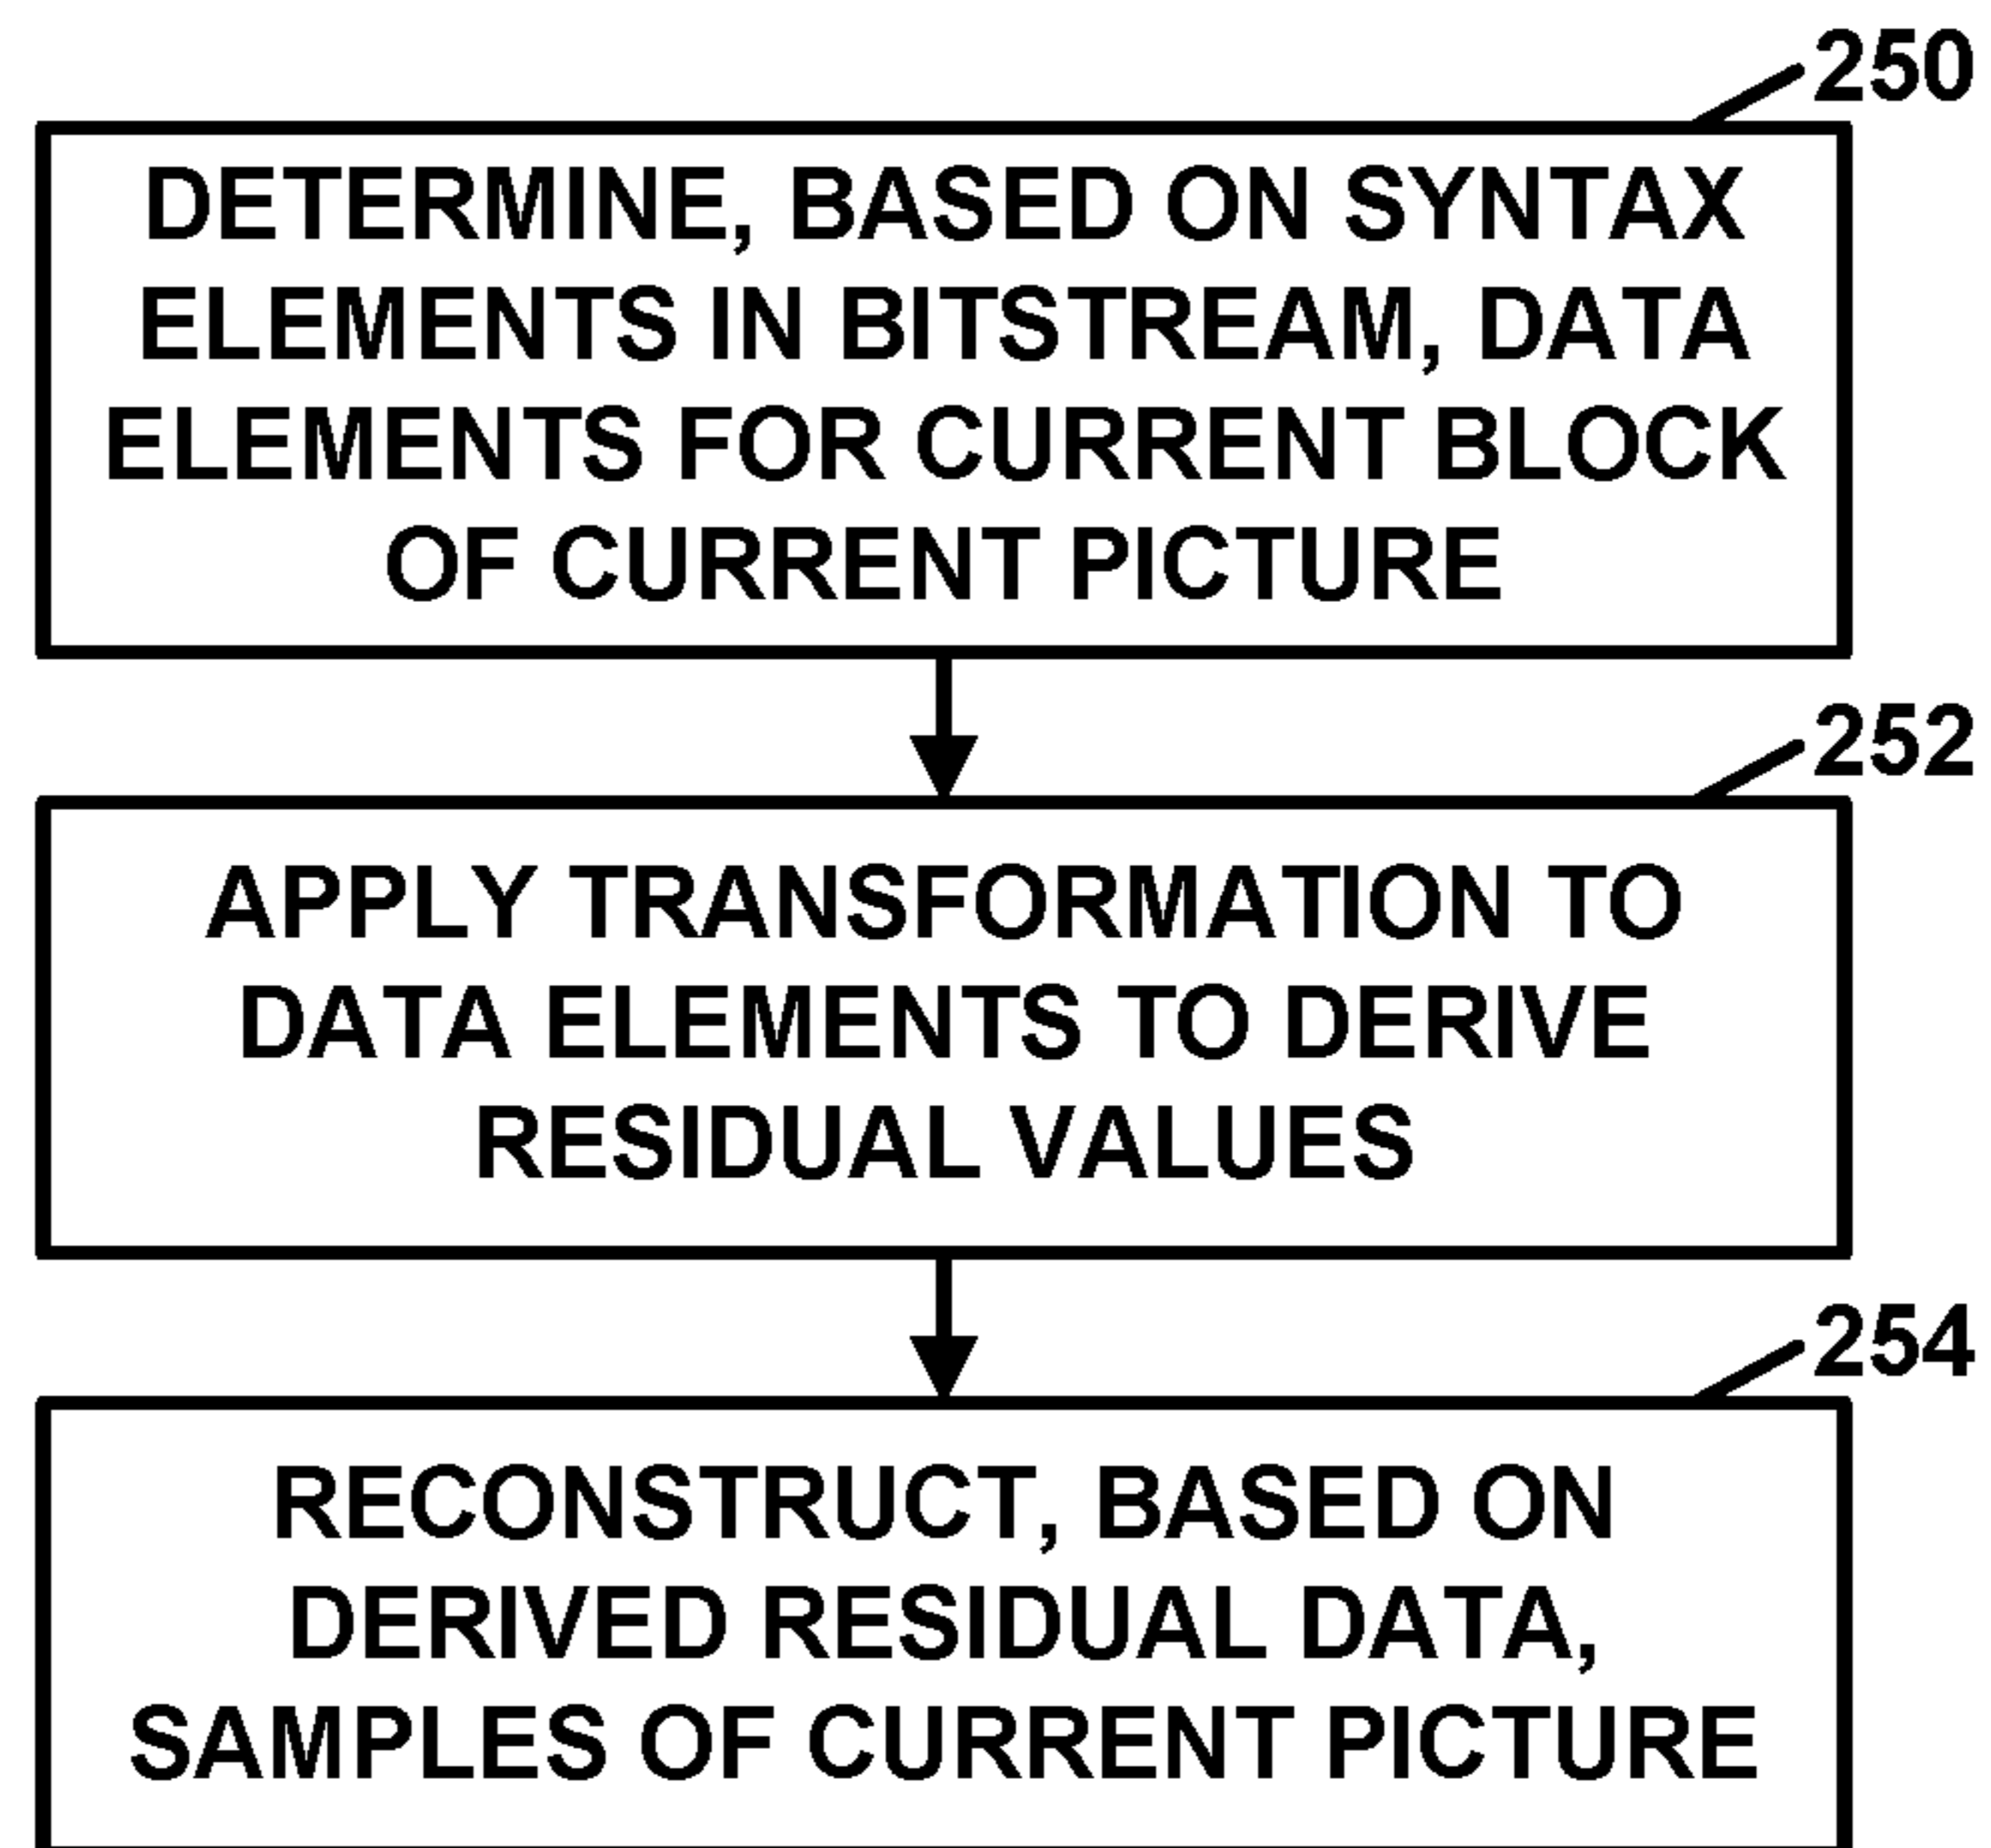 250
DETERMINE, BASED ON SYNTAX
ELEMENTS IN BITSTREAM, DATA
ELEMENTS FOR CURRENT BLOCK
OF CURRENT PICTURE
252
APPLY TRANSFORMATION TO
DATA ELEMENTS TO DERIVE
RESIDUAL VALUES
254
RECONSTRUCT, BASED ON
DERIVED RESIDUAL DATA,
SAMPLES OF CURRENT PICTURE